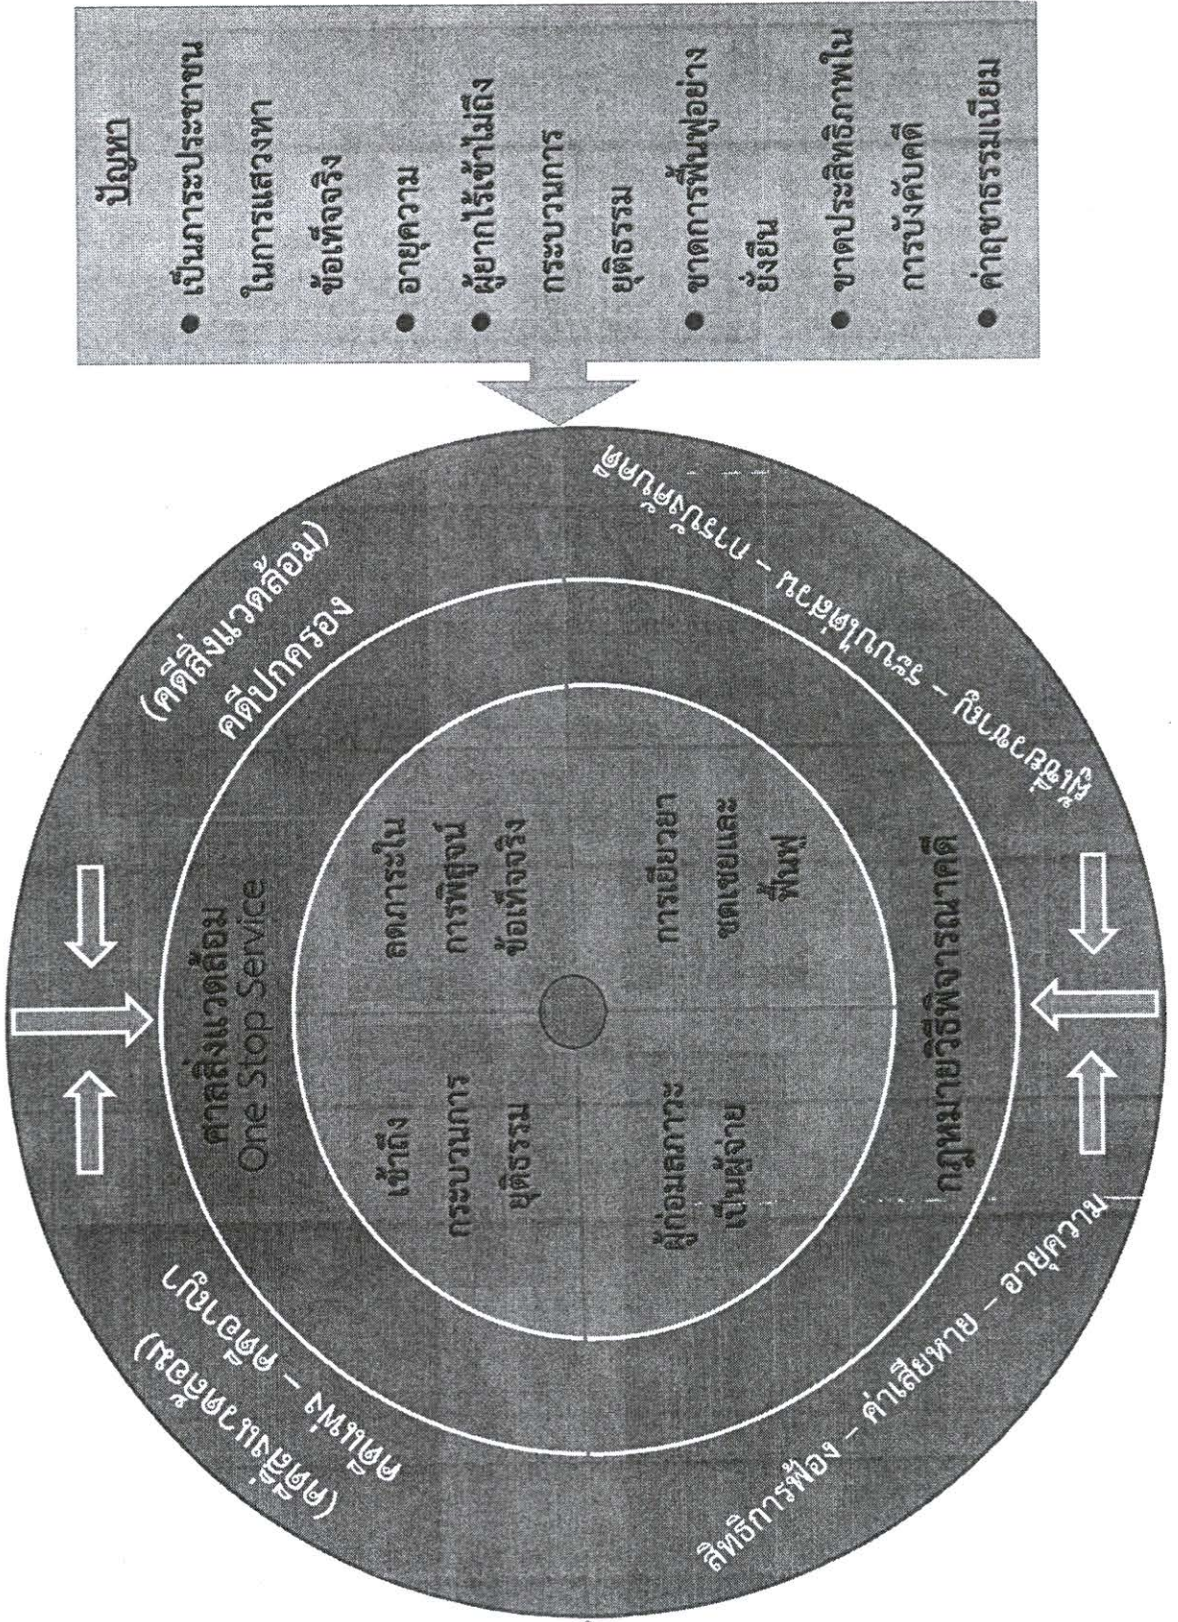 ปัญหา
● เป็นภาระประชาชน
ในการแสวงหา
ข้อเท็จจริง
● อายุความ
● ผู้ยากไร้เข้าไม่ถึง
กระบวนการ
ยุติธรรม
● ขาดการฟื้นฟูอย่าง
ยั่งยืน
● ขาดประสิทธิภาพใน
การบังคับคดี
● ค่าฤชาธรรมเนียม
(คดีสิ่งแวดล้อม)
คดีแพ่ง – คดีอาญา
(คดีสิ่งแวดล้อม)
คดีปกครอง
ศาลสิ่งแวดล้อม
One Stop Service
เข้าถึง
กระบวนการ
ยุติธรรม
ลดภาระใน
การพิสูจน์
ข้อเท็จจริง
ผู้ก่อมลภาวะ
เป็นผู้จ่าย
การเยียวยา
ชดเชยและ
ฟื้นฟู
กฎหมายวิธีพิจารณาคดี
สิทธิการฟ้อง – ค่าเสียหาย – อายุความ
ผู้เชี่ยวชาญ – ระบบไต่สวน – การบังคับคดี